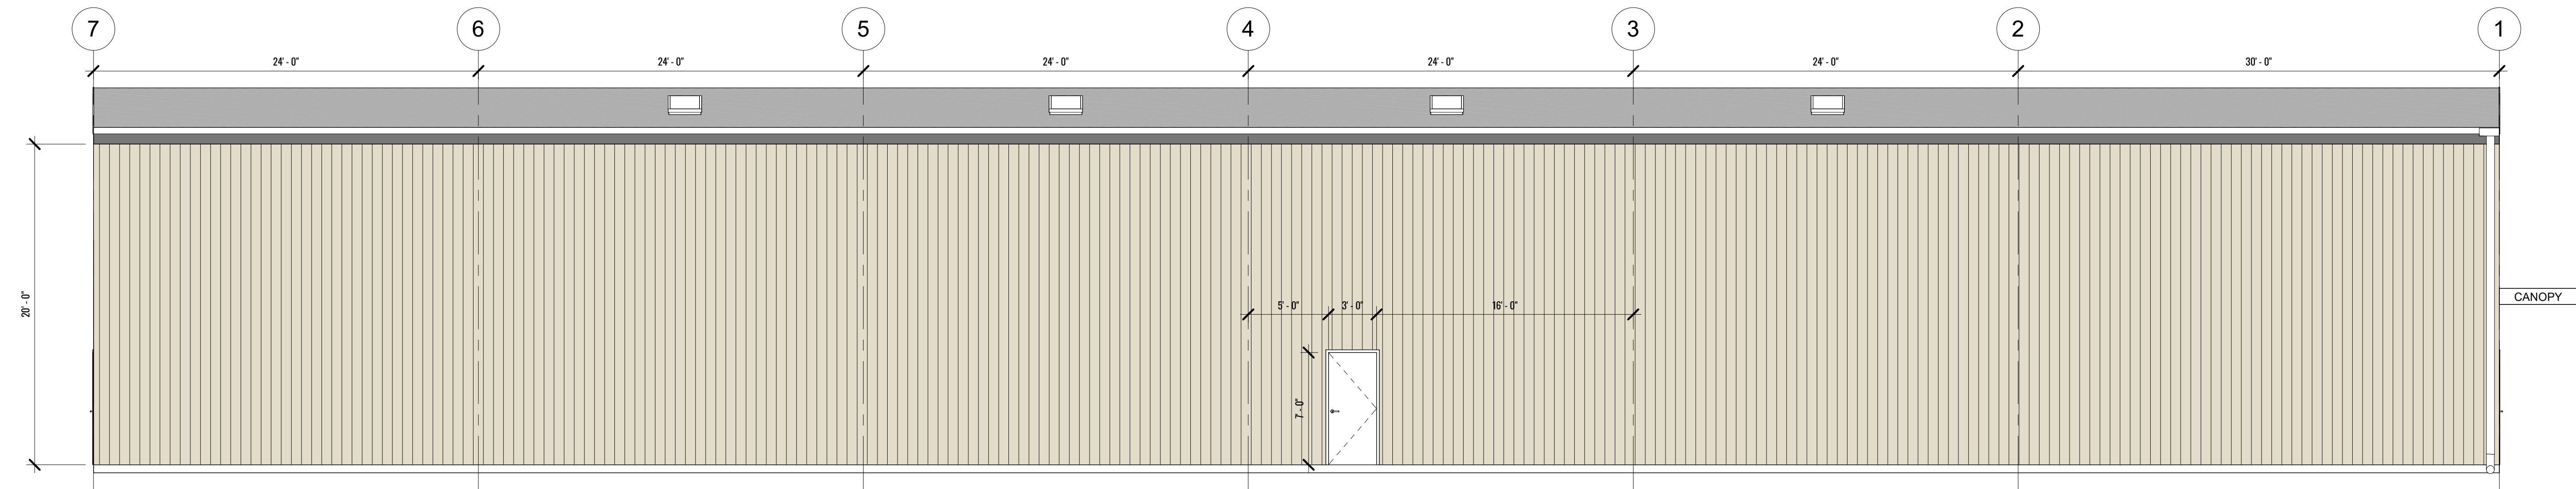 7 6 5 4 3 2 1
24' - 0" 24' - 0" 24' - 0" 24' - 0" 24' - 0" 30' - 0"
20' - 0"
5' - 0" 3' - 0" 16' - 0"
CANOPY
7' - 0"